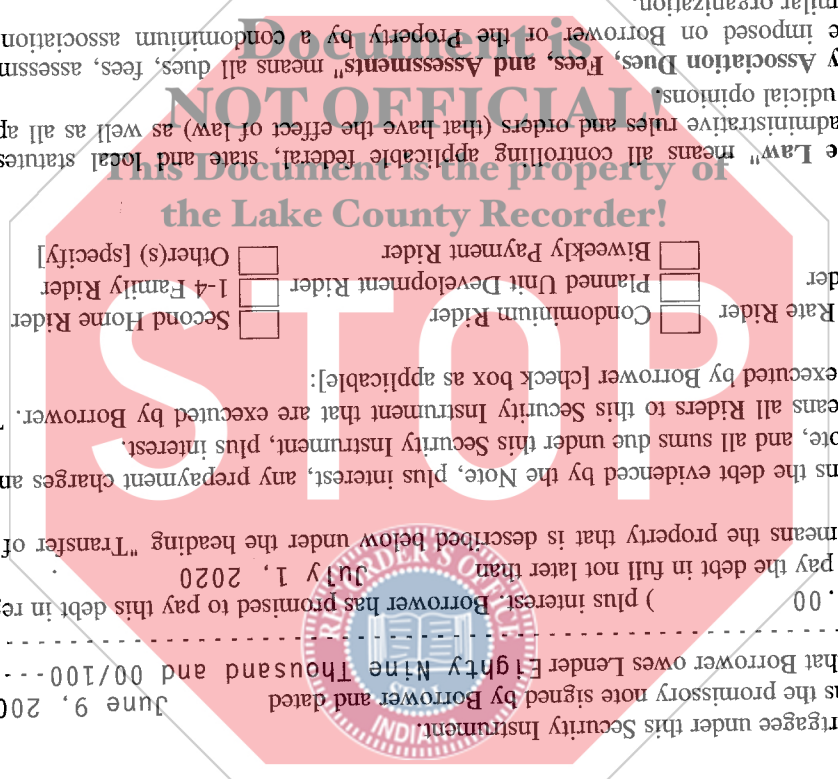 rtgagee under this Security Instrument.
ns the promissory note signed by Borrower and dated June 9, 200
hat Borrower owes Lender Eighty Nine Thousand and 00/100 ----
.00 ) plus interest. Borrower has promised to pay this debt in re
pay the debt in full not later than July 1, 2020 .
means the property that is described below under the heading "Transfer of
ns the debt evidenced by the Note, plus interest, any prepayment charges an
ote, and all sums due under this Security Instrument, plus interest.
eans all Riders to this Security Instrument that are executed by Borrower.
executed by Borrower [check box as applicable]:
Rate Rider Condominium Rider Second Home Rider
der Planned Unit Development Rider 1-4 Family Rider
Biweekly Payment Rider Other(s) [specify]
e Law" means all controlling applicable federal, state and local statutes
administrative rules and orders (that have the effect of law) as well as all ap
udicial opinions.
y Association Dues, Fees, and Assessments" means all dues, fees, assessm
e imposed on Borrower or the Property by a condominium association
milar organization.
Document is
NOT OFFICIAL!
This Document is the property of
the Lake County Recorder!
STOP
RECORDER'S OFFICE
INDIANA